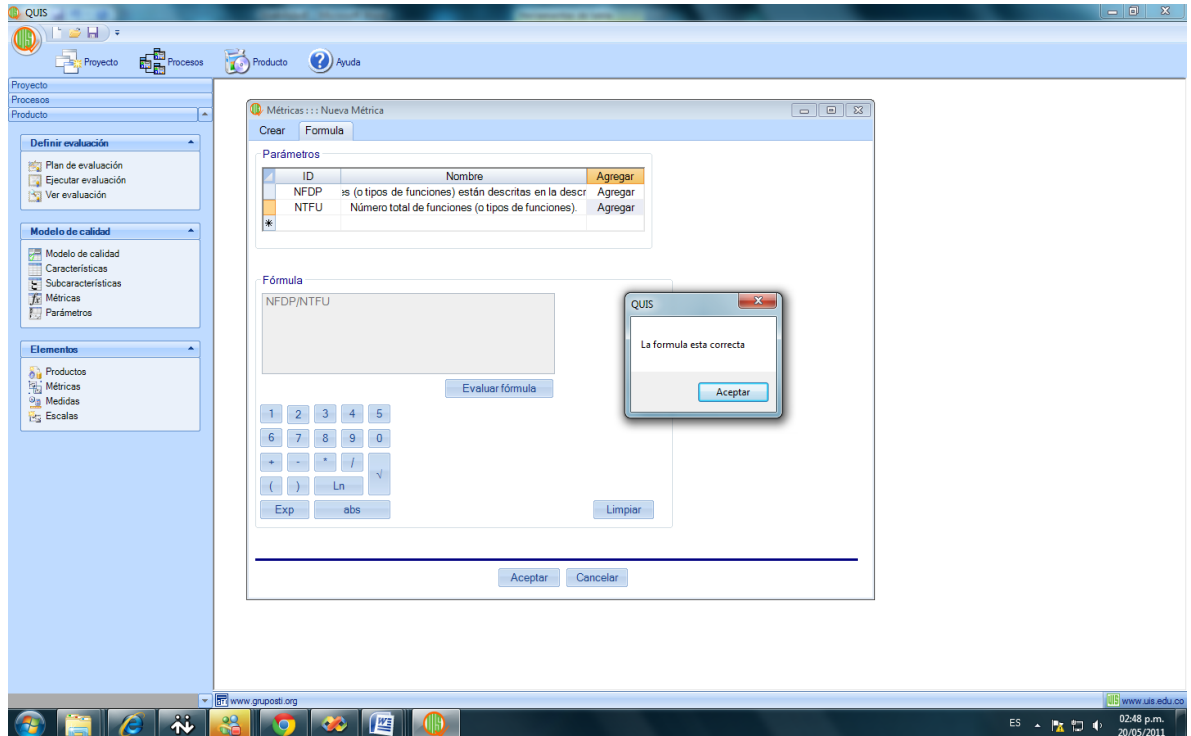 QUIS
Proyecto Procesos Producto Ayuda
Proyecto
Procesos
Producto
Definir evaluación
Plan de evaluación
Ejecutar evaluación
Ver evaluación
Modelo de calidad
Modelo de calidad
Características
Subcaracterísticas
Métricas
Parámetros
Elementos
Productos
Métricas
Medidas
Escalas
Métricas : : : Nueva Métrica
Crear Formula
Parámetros
ID Nombre Agregar
NFDP es (o tipos de funciones) están descritas en la descr Agregar
NTFU Número total de funciones (o tipos de funciones). Agregar
Fórmula
NFDP/NTFU
Evaluar fórmula
1 2 3 4 5
6 7 8 9 0
+ - * / √
( ) Ln
Exp abs
Limpiar
Aceptar Cancelar
QUIS
La formula esta correcta
Aceptar
www.gruposti.org
www.uis.edu.co
ES
02:48 p.m.
20/05/2011